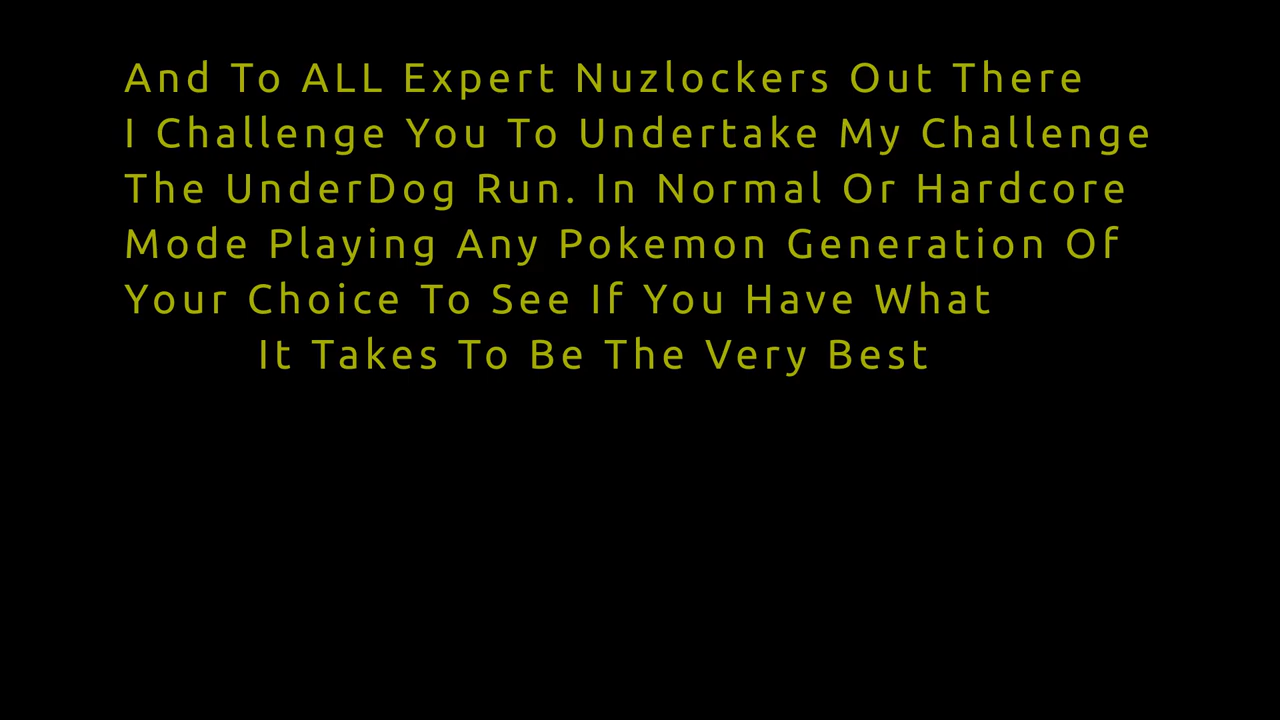 And To ALL Expert Nuzlockers Out There
I Challenge You To Undertake My Challenge
The UnderDog Run. In Normal Or Hardcore
Mode Playing Any Pokemon Generation Of
Your Choice To See If You Have What
It Takes To Be The Very Best